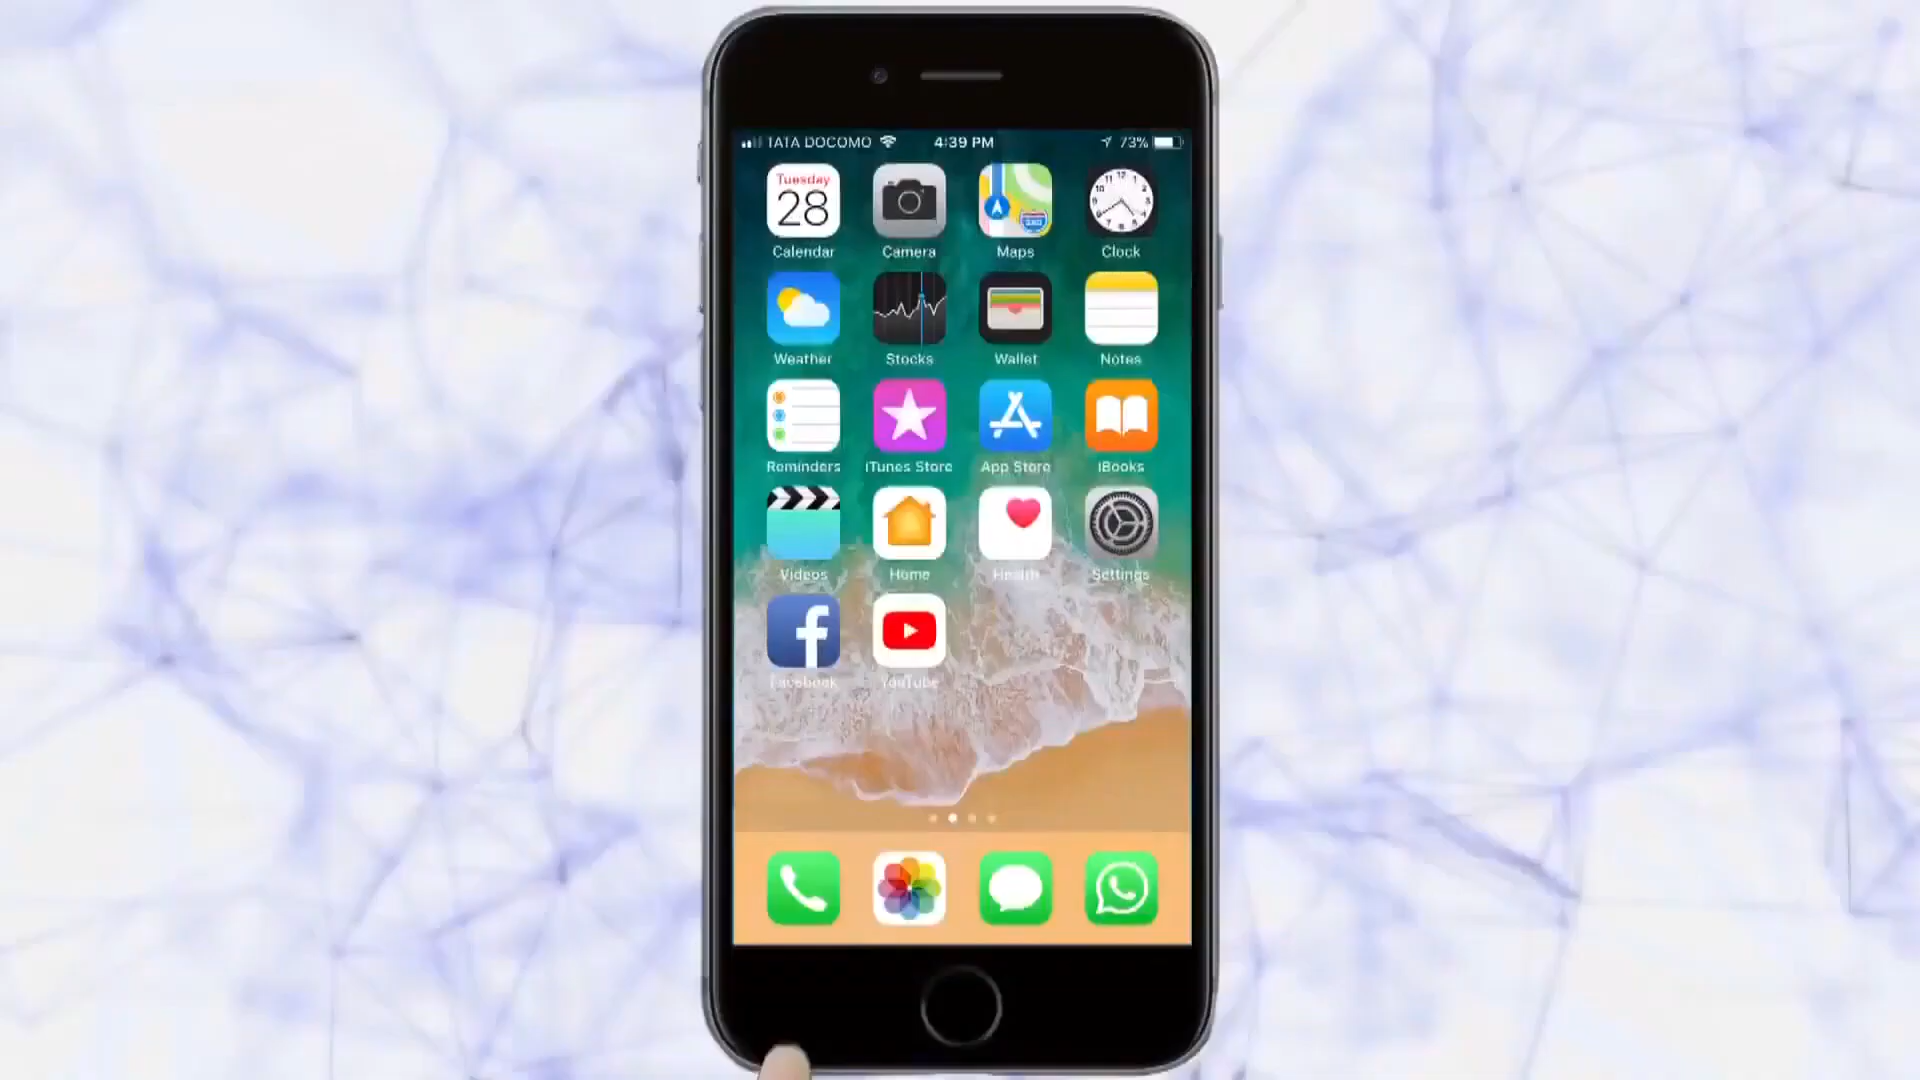 TATA DOCOMO 4:39 PM 73%
Tuesday
28
Calendar Camera Maps Clock
Weather Stocks Wallet Notes
Reminders iTunes Store App Store iBooks
Videos Home Health Settings
Facebook YouTube